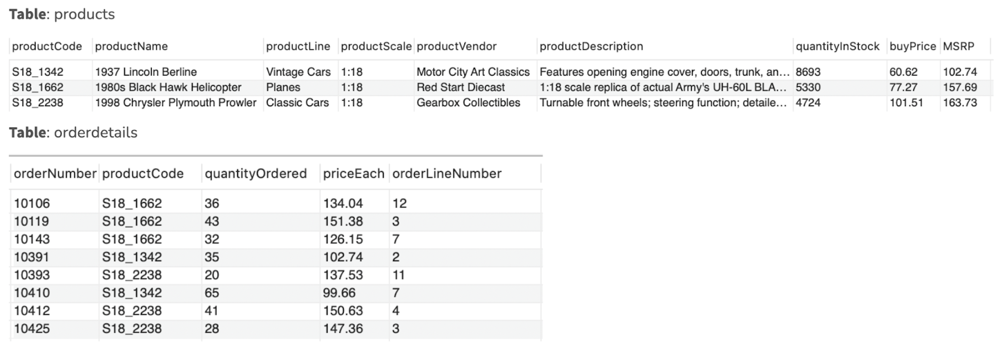 Table: products
productCode productName productLine productScale productVendor productDescription quantityInStock buyPrice MSRP
S18_1342 1937 Lincoln Berline Vintage Cars 1:18 Motor City Art Classics Features opening engine cover, doors, trunk, an... 8693 60.62 102.74
S18_1662 1980s Black Hawk Helicopter Planes 1:18 Red Start Diecast 1:18 scale replica of actual Army's UH-60L BLA... 5330 77.27 157.69
S18_2238 1998 Chrysler Plymouth Prowler Classic Cars 1:18 Gearbox Collectibles Turnable front wheels; steering function; detaile... 4724 101.51 163.73
Table: orderdetails
orderNumber productCode quantityOrdered priceEach orderLineNumber
10106 S18_1662 36 134.04 12
10119 S18_1662 43 151.38 3
10143 S18_1662 32 126.15 7
10391 S18_1342 35 102.74 2
10393 S18_2238 20 137.53 11
10410 S18_1342 65 99.66 7
10412 S18_2238 41 150.63 4
10425 S18_2238 28 147.36 3